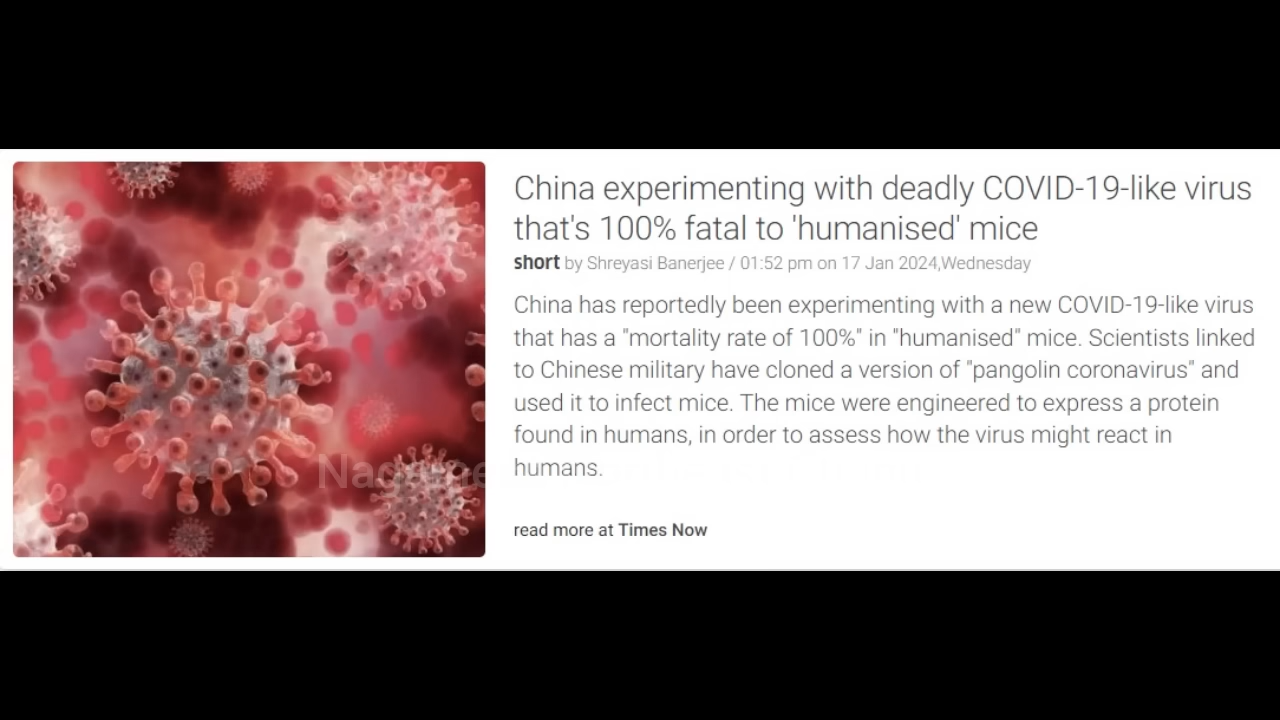 China experimenting with deadly COVID-19-like virus
that's 100% fatal to 'humanised' mice
short by Shreyasi Banerjee / 01:52 pm on 17 Jan 2024,Wednesday
China has reportedly been experimenting with a new COVID-19-like virus
that has a "mortality rate of 100%" in "humanised" mice. Scientists linked
to Chinese military have cloned a version of "pangolin coronavirus" and
used it to infect mice. The mice were engineered to express a protein
found in humans, in order to assess how the virus might react in
humans.
read more at Times Now